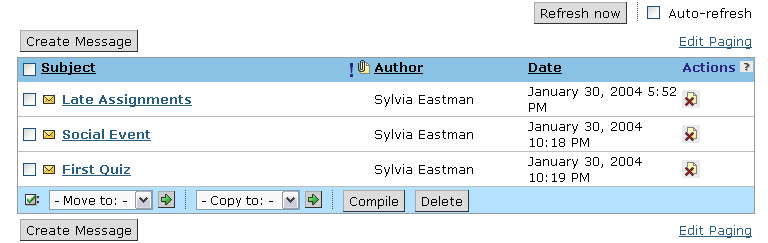 Refresh now Auto-refresh
Create Message Edit Paging
Subject ! Author Date Actions ?
Late Assignments Sylvia Eastman January 30, 2004 5:52
PM
Social Event Sylvia Eastman January 30, 2004
10:18 PM
First Quiz Sylvia Eastman January 30, 2004
10:19 PM
- Move to: - - Copy to: - Compile Delete
Create Message Edit Paging